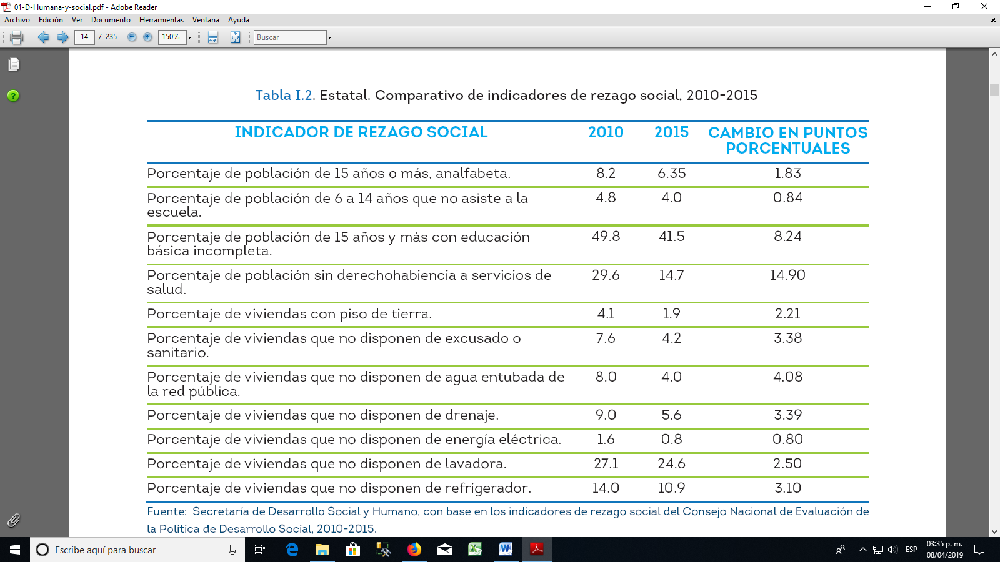 01-D-Humana-y-social.pdf - Adobe Reader
Archivo Edición Ver Documento Herramientas Ventana Ayuda
14 / 235 150% Buscar
Tabla I.2. Estatal. Comparativo de indicadores de rezago social, 2010-2015
INDICADOR DE REZAGO SOCIAL 2010 2015 CAMBIO EN PUNTOS
PORCENTUALES
Porcentaje de población de 15 años o más, analfabeta. 8.2 6.35 1.83
Porcentaje de población de 6 a 14 años que no asiste a la 4.8 4.0 0.84
escuela.
Porcentaje de población de 15 años y más con educación 49.8 41.5 8.24
básica incompleta.
Porcentaje de población sin derechohabiencia a servicios de 29.6 14.7 14.90
salud.
Porcentaje de viviendas con piso de tierra. 4.1 1.9 2.21
Porcentaje de viviendas que no disponen de excusado o 7.6 4.2 3.38
sanitario.
Porcentaje de viviendas que no disponen de agua entubada de 8.0 4.0 4.08
la red pública.
Porcentaje de viviendas que no disponen de drenaje. 9.0 5.6 3.39
Porcentaje de viviendas que no disponen de energía eléctrica. 1.6 0.8 0.80
Porcentaje de viviendas que no disponen de lavadora. 27.1 24.6 2.50
Porcentaje de viviendas que no disponen de refrigerador. 14.0 10.9 3.10
Fuente: Secretaría de Desarrollo Social y Humano, con base en los indicadores de rezago social del Consejo Nacional de Evaluación de
la Política de Desarrollo Social, 2010-2015.
Escribe aquí para buscar
ESP
03:35 p. m.
08/04/2019